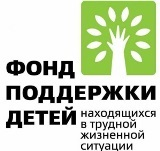 ФОНД
ПОДДЕРЖКИ
ДЕТЕЙ
НАХОДЯЩИХСЯ
В ТРУДНОЙ
ЖИЗНЕННОЙ
СИТУАЦИИ